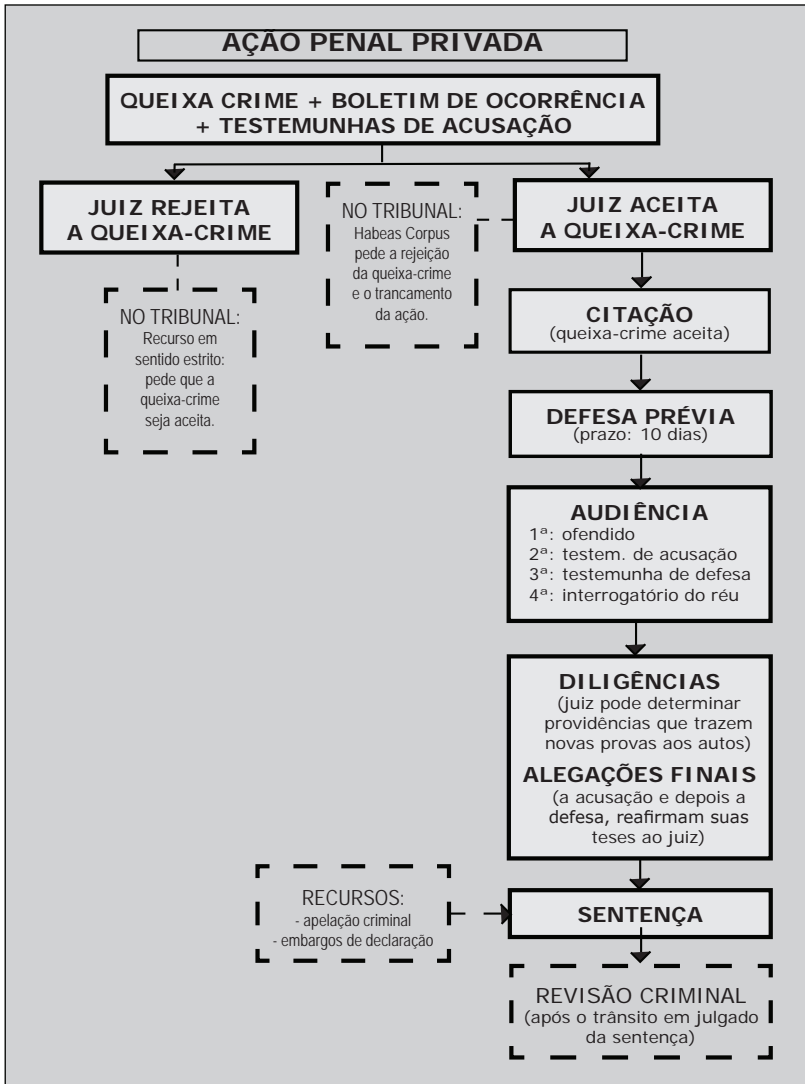 AÇÃO PENAL PRIVADA
QUEIXA CRIME + BOLETIM DE OCORRÊNCIA
+ TESTEMUNHAS DE ACUSAÇÃO
JUIZ REJEITA
A QUEIXA-CRIME
NO TRIBUNAL:
Recurso em
sentido estrito:
pede que a
queixa-crime
seja aceita.
NO TRIBUNAL:
Habeas Corpus
pede a rejeição
da queixa-crime
e o trancamento
da ação.
JUIZ ACEITA
A QUEIXA-CRIME
CITAÇÃO
(queixa-crime aceita)
DEFESA PRÉVIA
(prazo: 10 dias)
AUDIÊNCIA
1ª: ofendido
2ª: testem. de acusação
3ª: testemunha de defesa
4ª: interrogatório do réu
DILIGÊNCIAS
(juiz pode determinar
providências que trazem
novas provas aos autos)
ALEGAÇÕES FINAIS
(a acusação e depois a
defesa, reafirmam suas
teses ao juiz)
RECURSOS:
- apelação criminal
- embargos de declaração
SENTENÇA
REVISÃO CRIMINAL
(após o trânsito em julgado
da sentença)